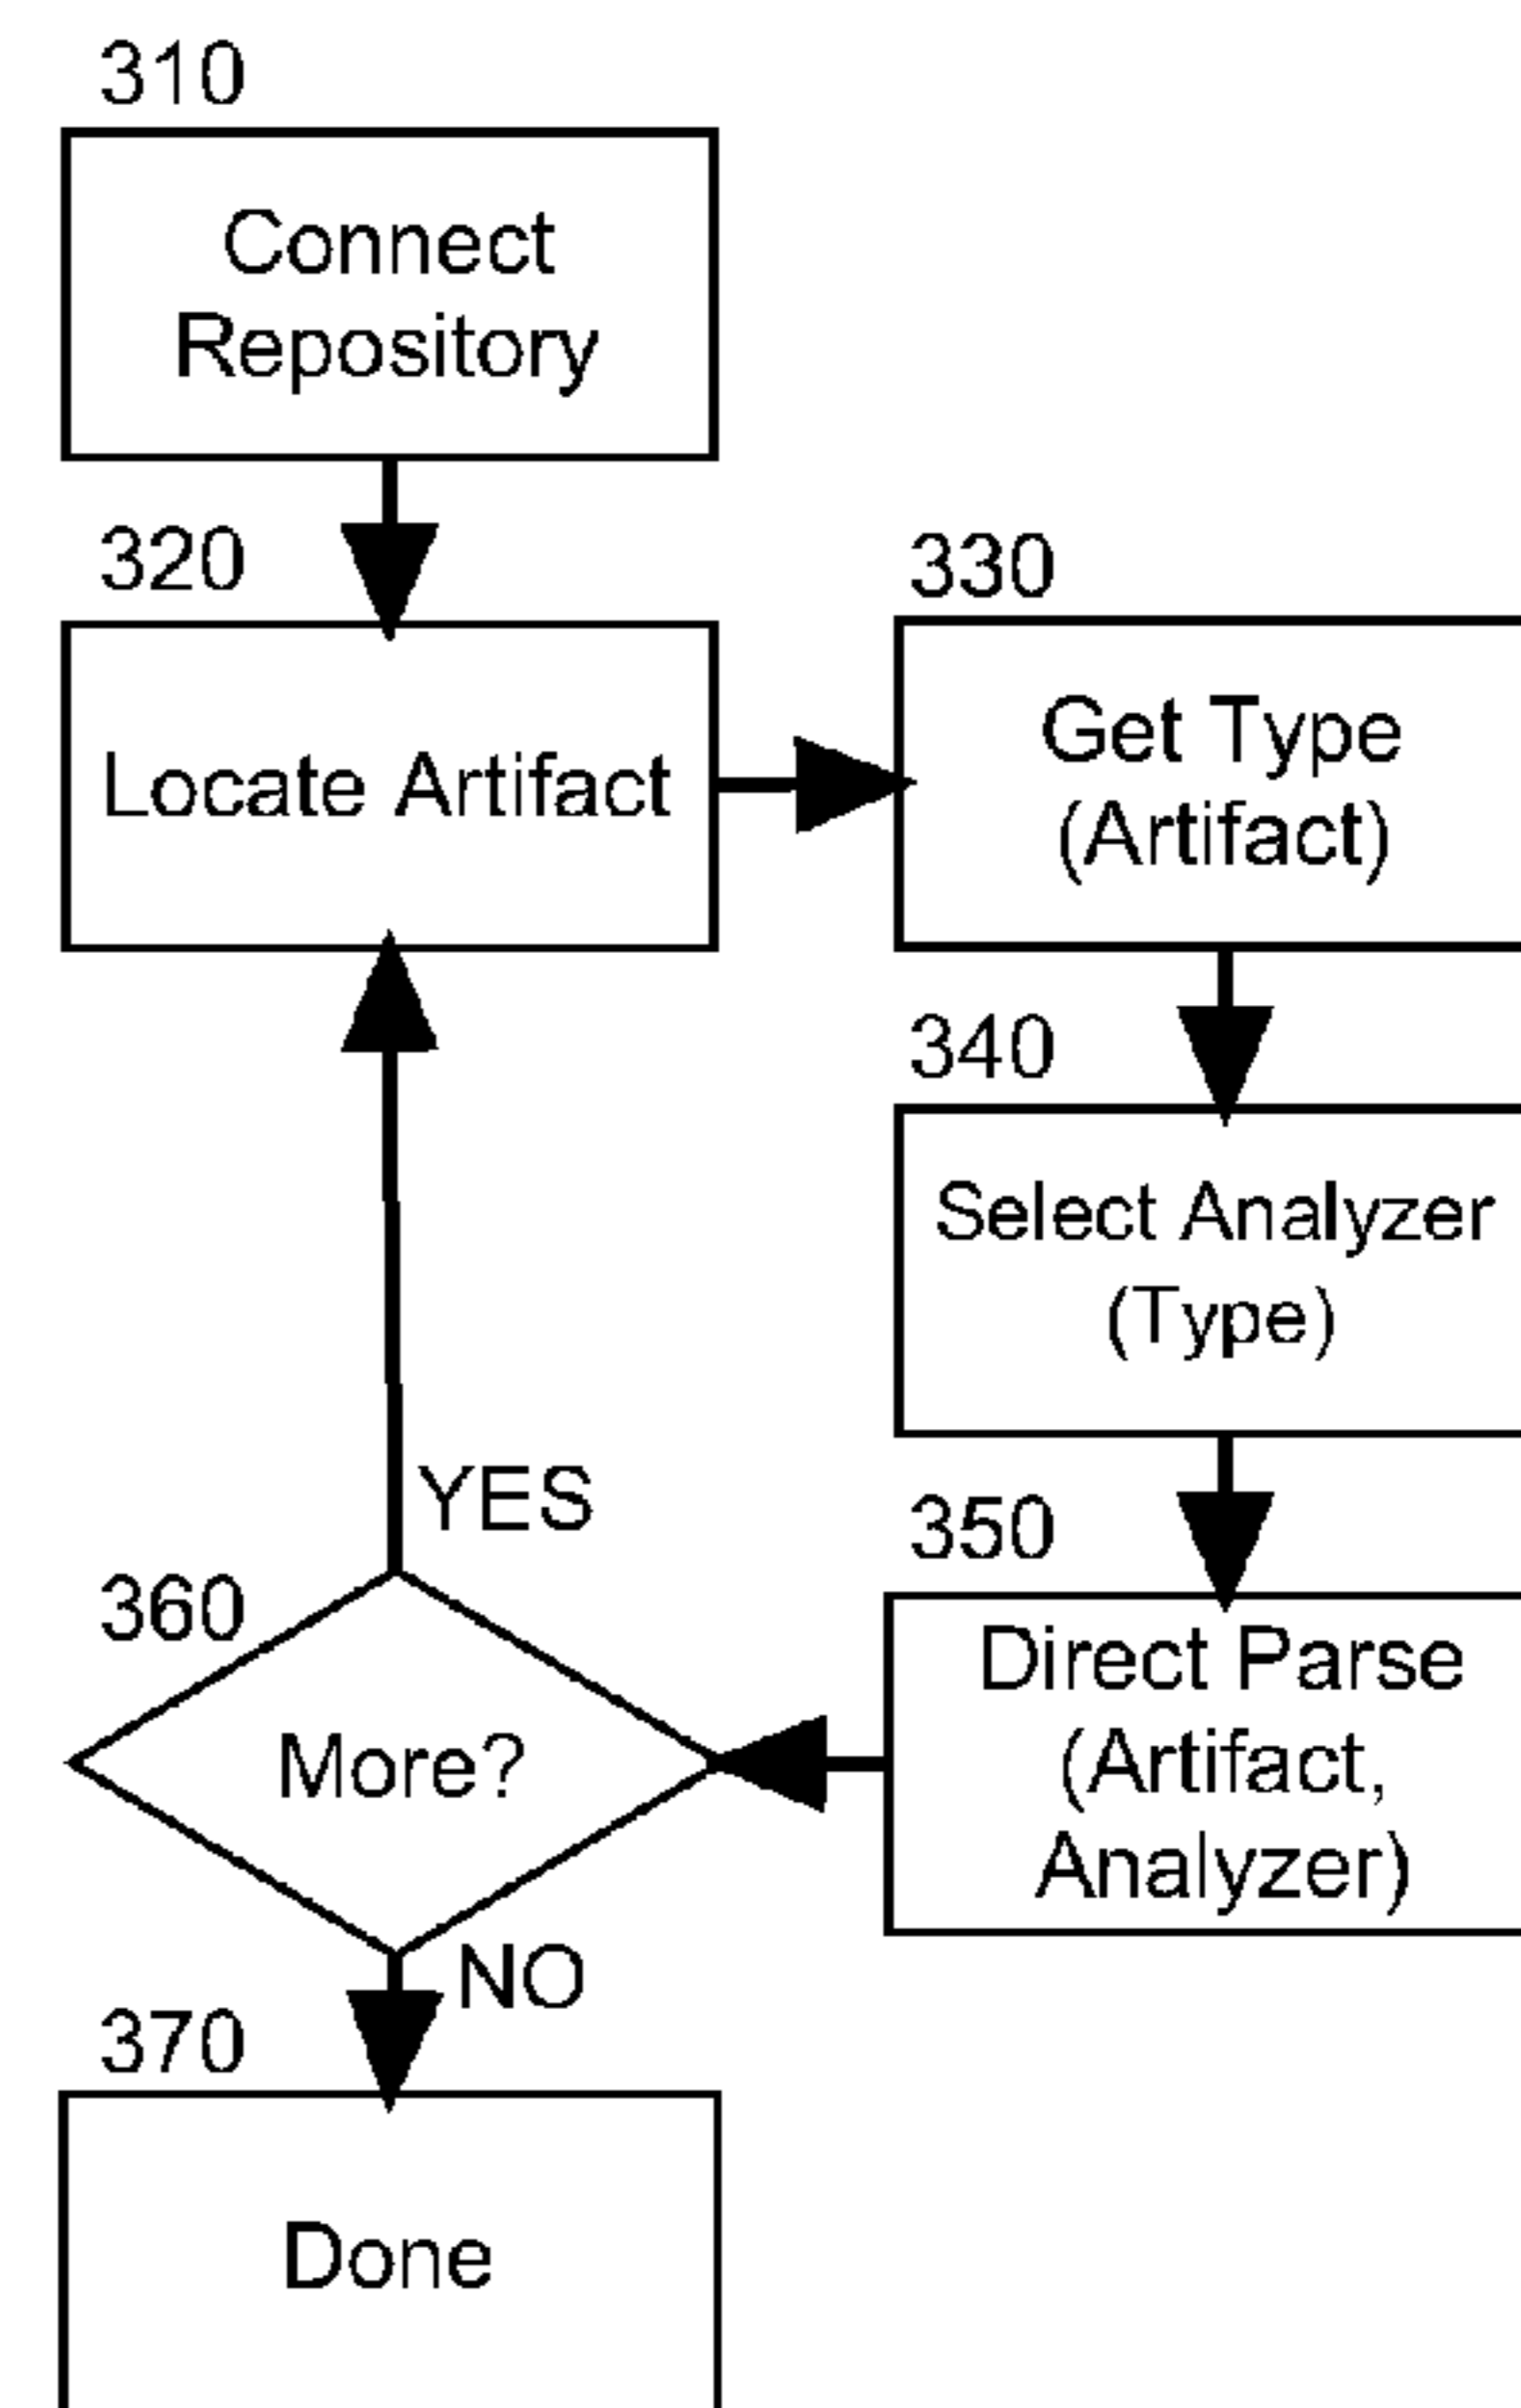 310
Connect
Repository
320
Locate Artifact
330
Get Type
(Artifact)
340
Select Analyzer
(Type)
350
Direct Parse
(Artifact,
Analyzer)
360
More?
YES
NO
370
Done